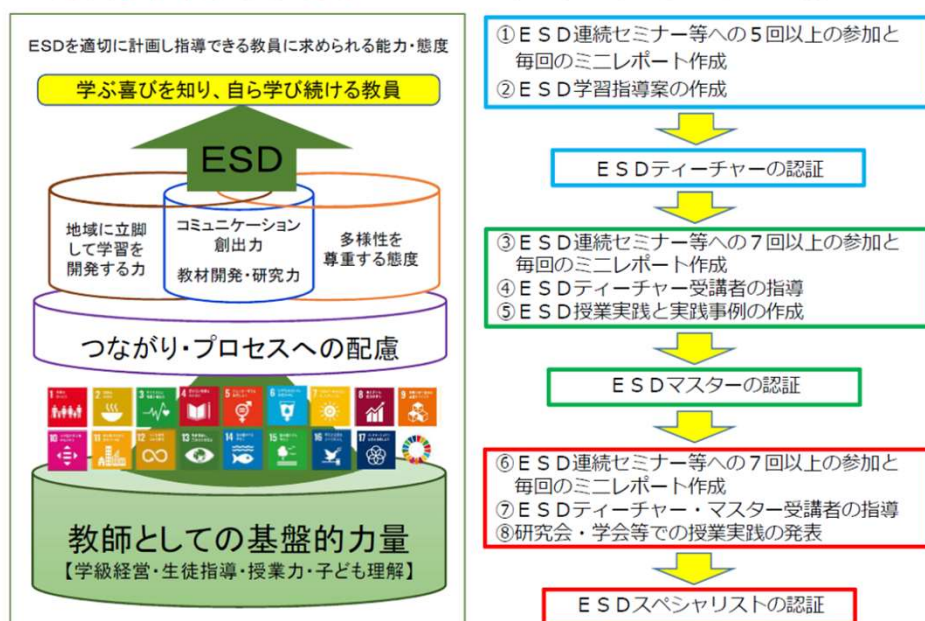 ESDを適切に計画し指導できる教員に求められる能力・態度
学ぶ喜びを知り、自ら学び続ける教員
ESD
地域に立脚
して学習を
開発する力
コミュニケーション
創出力
教材開発・研究力
多様性を
尊重する態度
つながり・プロセスへの配慮
1
2
3
4
5
6
7
8
9
10
11
12
13
14
15
16
17
教師としての基盤的力量
【学級経営・生徒指導・授業力・子ども理解】
①ESD連続セミナー等への5回以上の参加と
毎回のミニレポート作成
②ESD学習指導案の作成
ESDティーチャーの認証
③ESD連続セミナー等への7回以上の参加と
毎回のミニレポート作成
④ESDティーチャー受講者の指導
⑤ESD授業実践と実践事例の作成
ESDマスターの認証
⑥ESD連続セミナー等への7回以上の参加と
毎回のミニレポート作成
⑦ESDティーチャー・マスター受講者の指導
⑧研究会・学会等での授業実践の発表
ESDスペシャリストの認証